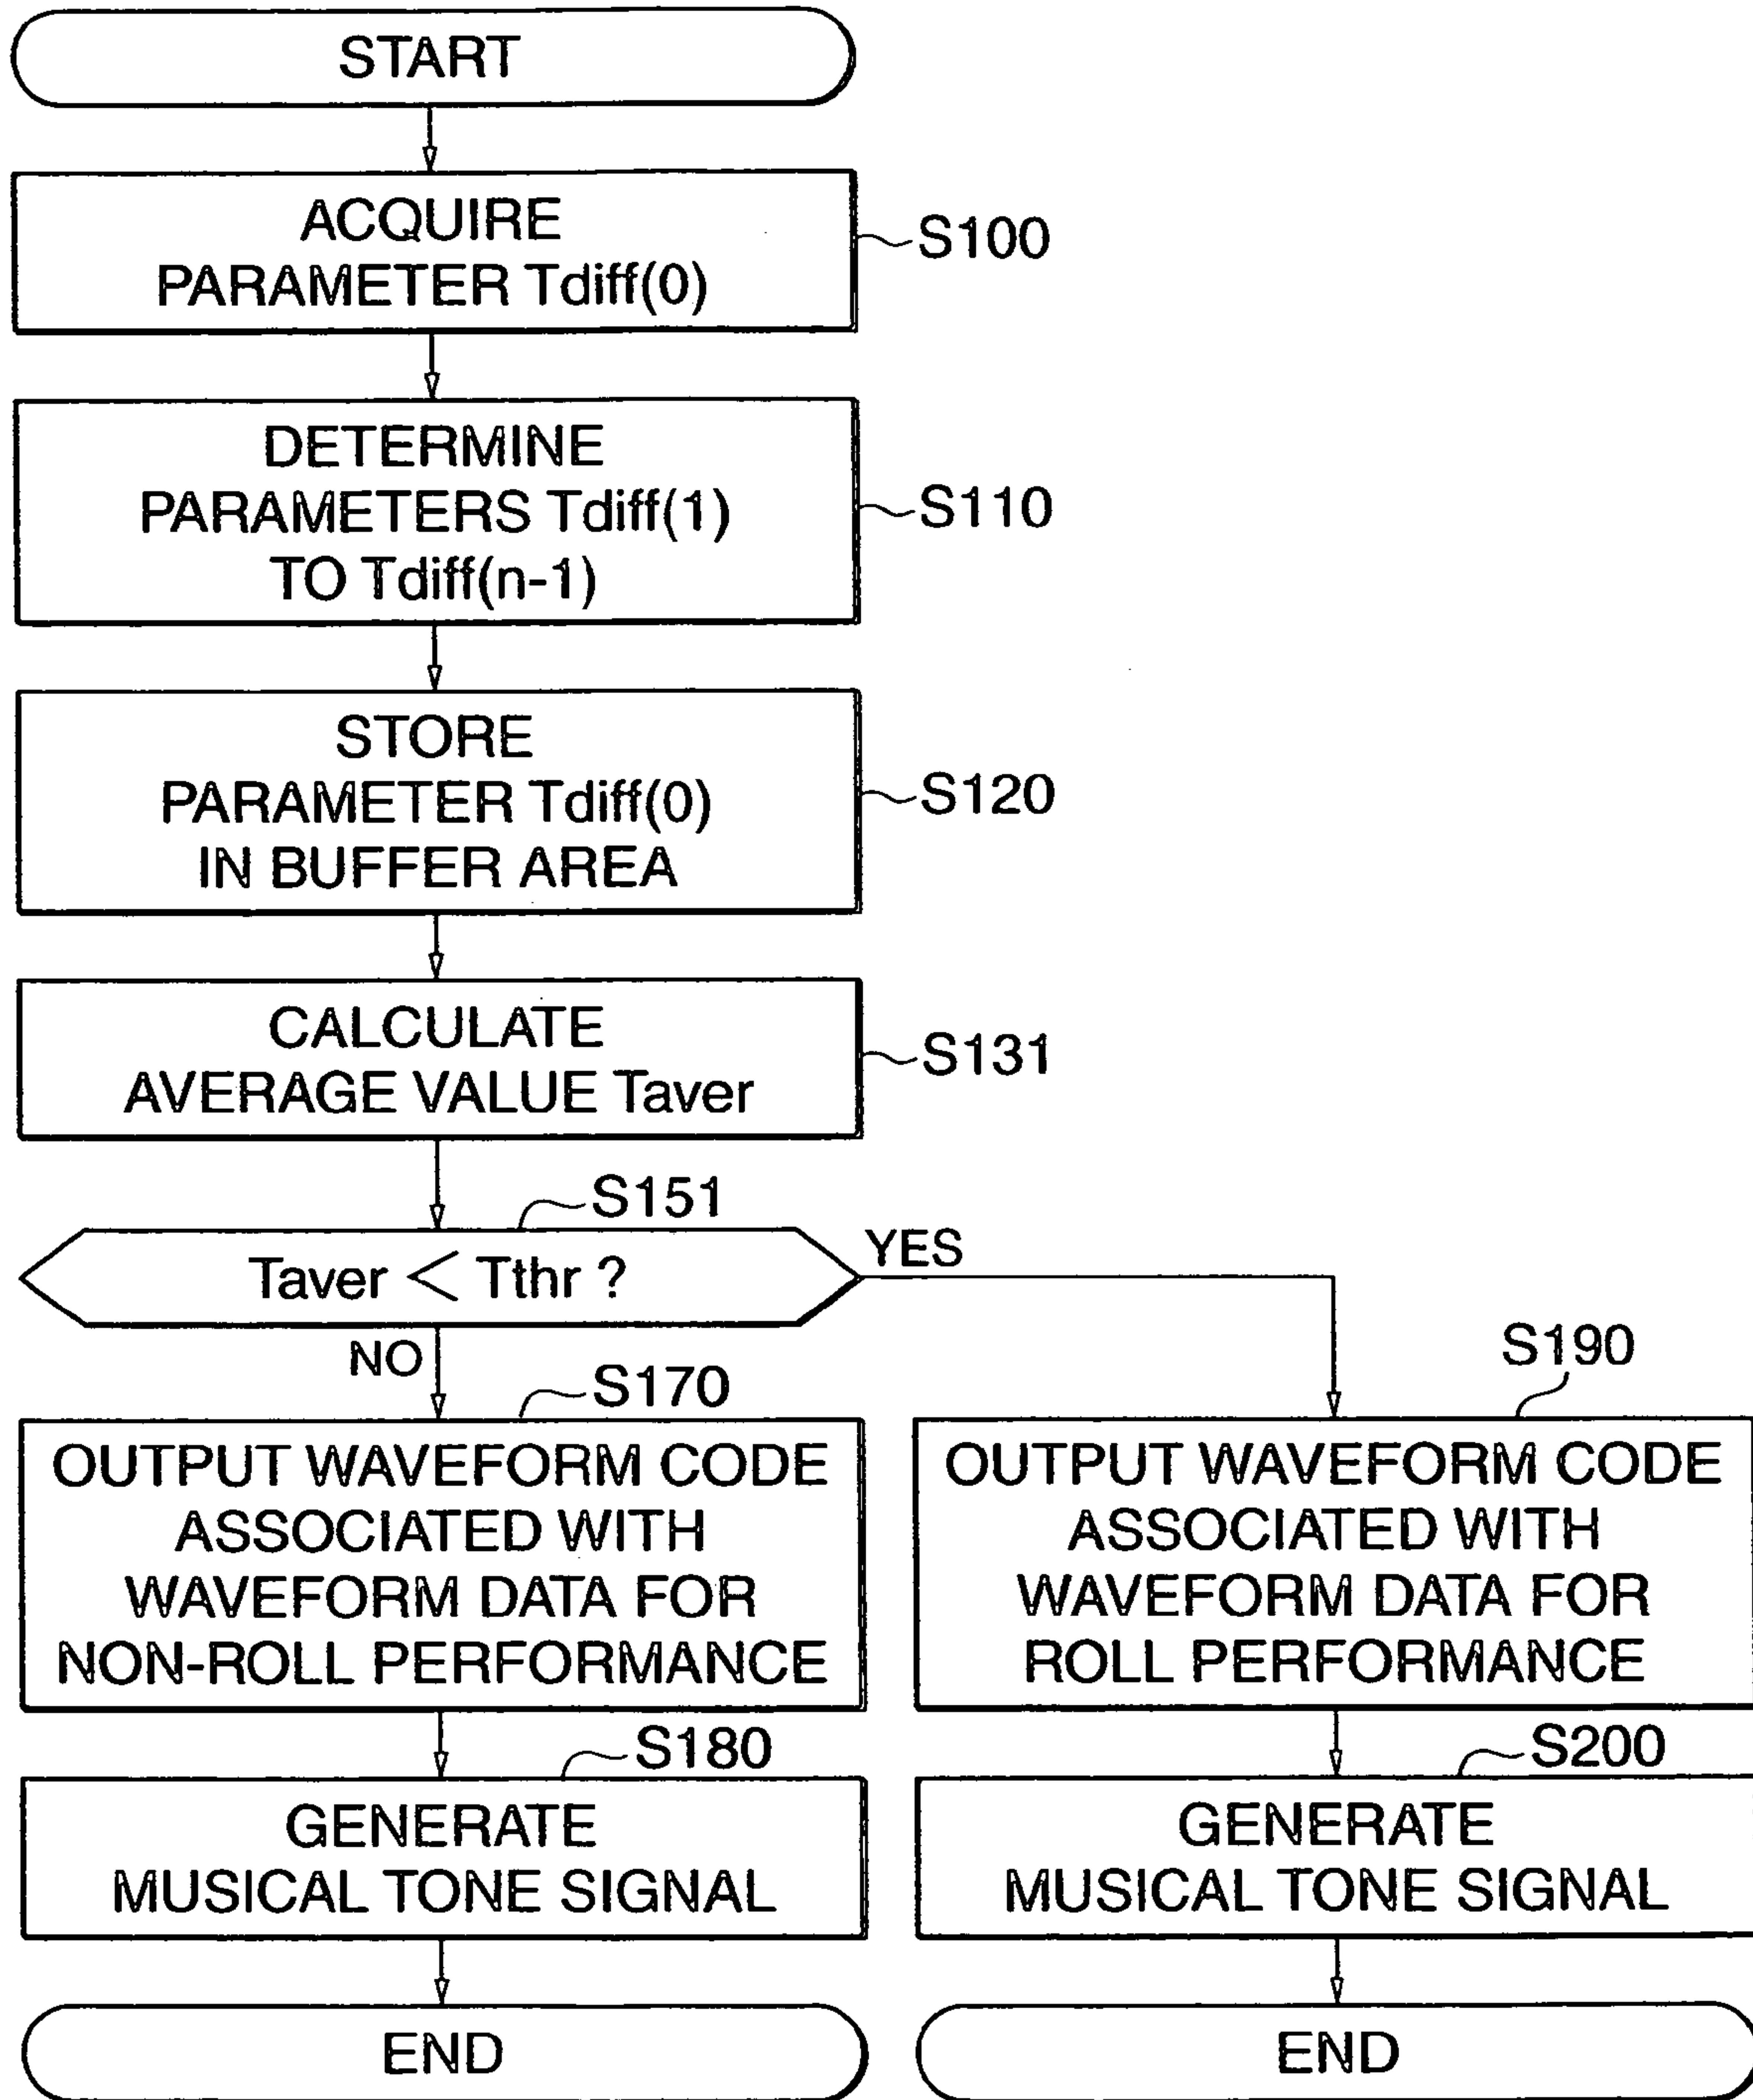 START
ACQUIRE
PARAMETER Tdiff(0)
S100
DETERMINE
PARAMETERS Tdiff(1)
TO Tdiff(n-1)
S110
STORE
PARAMETER Tdiff(0)
IN BUFFER AREA
S120
CALCULATE
AVERAGE VALUE Taver
S131
S151
Taver < Tthr ?
YES
NO
S170
OUTPUT WAVEFORM CODE
ASSOCIATED WITH
WAVEFORM DATA FOR
NON-ROLL PERFORMANCE
S180
GENERATE
MUSICAL TONE SIGNAL
END
S190
OUTPUT WAVEFORM CODE
ASSOCIATED WITH
WAVEFORM DATA FOR
ROLL PERFORMANCE
S200
GENERATE
MUSICAL TONE SIGNAL
END